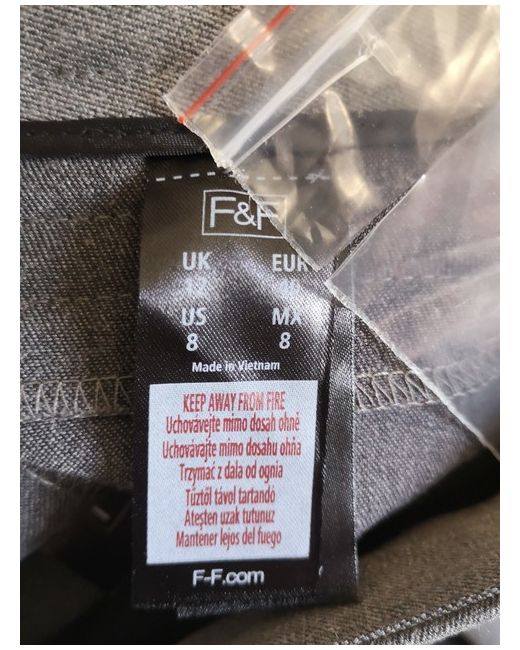 F&F
UK EUR
12 40
US MX
8 8
Made in Vietnam
KEEP AWAY FROM FIRE
Uchovávejte mimo dosah ohně
Uchovávajte mimo dosahu ohňa
Trzymać z dala od ognia
Tűztől távol tartandó
Ateşten uzak tutunuz
Mantener lejos del fuego
F-F.com